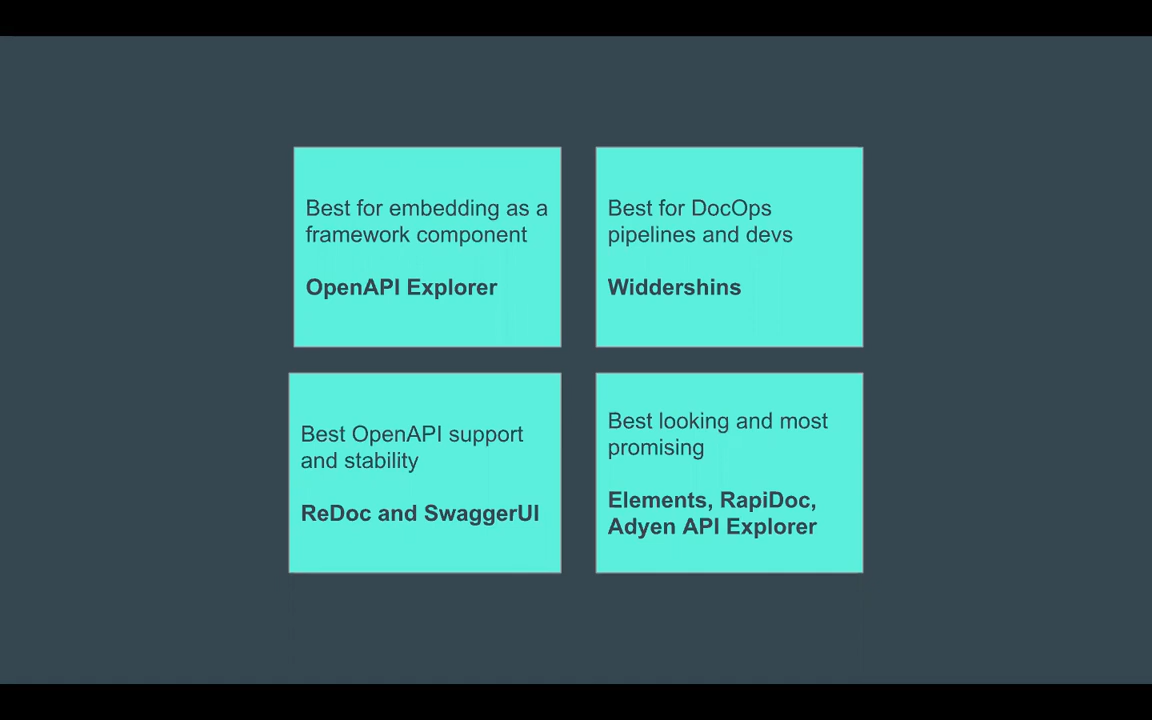 Best for embedding as a
framework component
OpenAPI Explorer
Best for DocOps
pipelines and devs
Widdershins
Best OpenAPI support
and stability
ReDoc and SwaggerUI
Best looking and most
promising
Elements, RapiDoc,
Adyen API Explorer